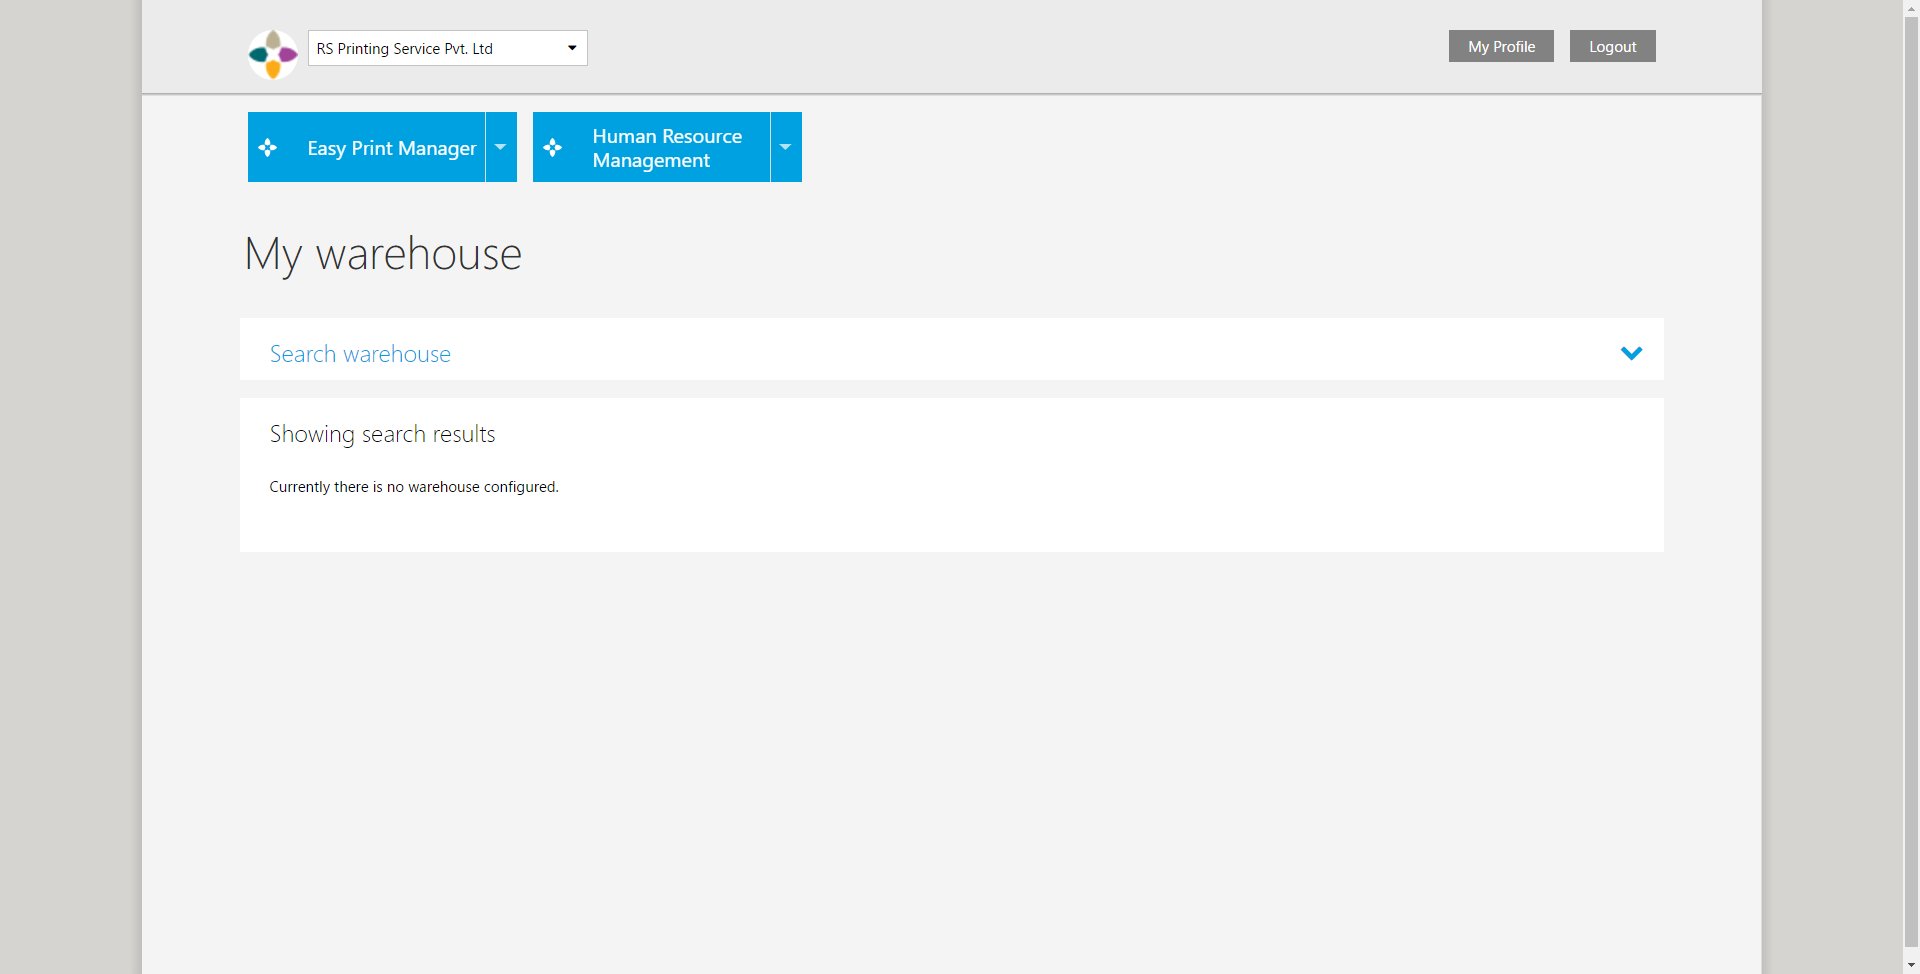 RS Printing Service Pvt. Ltd
My Profile
Logout
Easy Print Manager
Human Resource
Management
My warehouse
Search warehouse
Showing search results
Currently there is no warehouse configured.